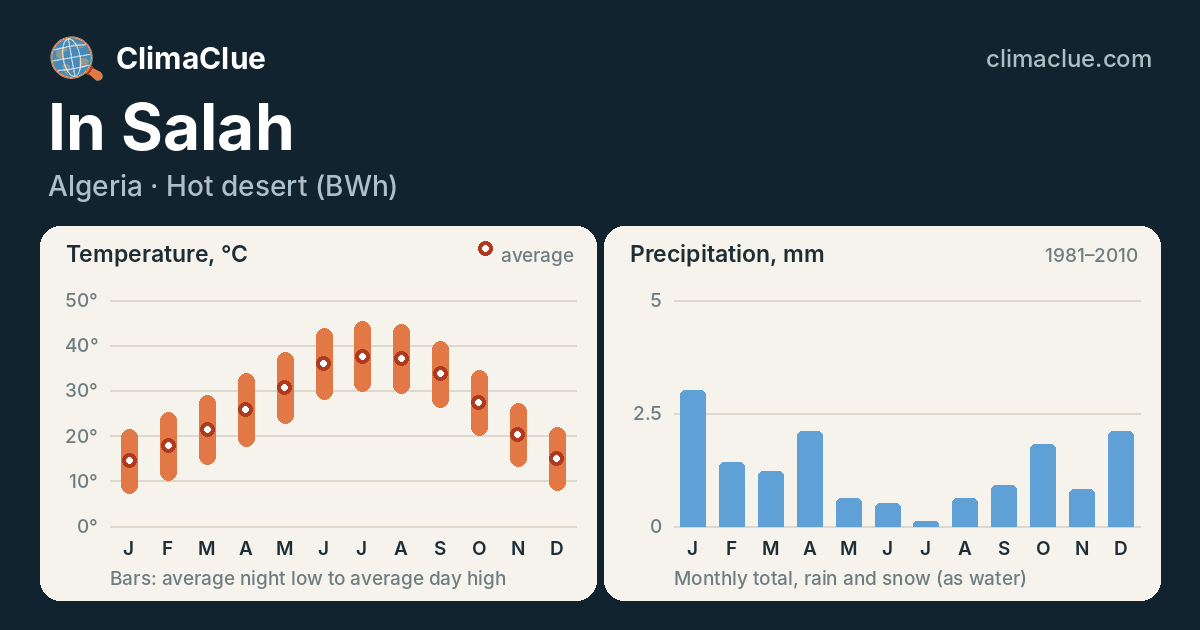 ClimaClue
climaclue.com
In Salah
Algeria · Hot desert (BWh)
Temperature, °C
average
50°
40°
30°
20°
10°
0°
J F M A M J J A S O N D
Bars: average night low to average day high
Precipitation, mm
1981–2010
5
2.5
0
J F M A M J J A S O N D
Monthly total, rain and snow (as water)